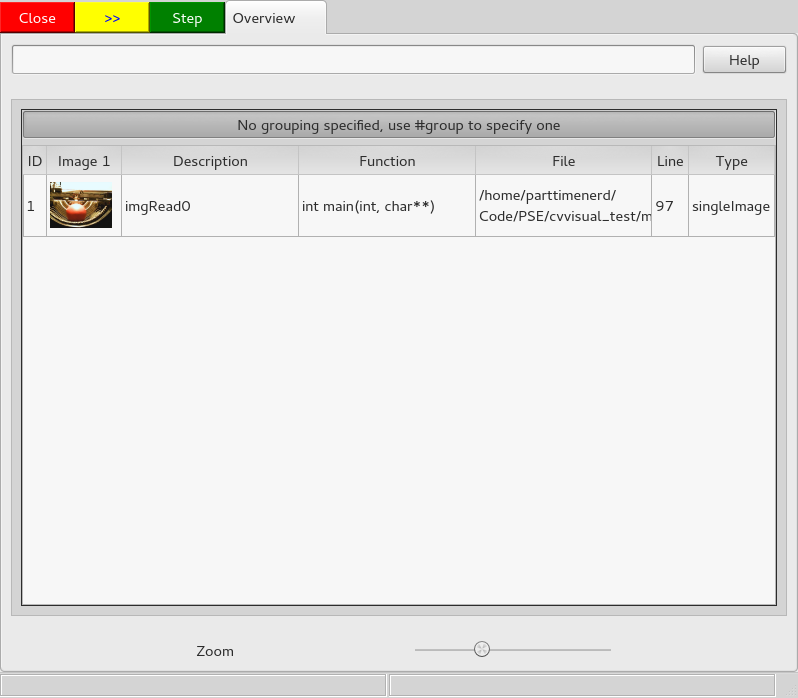 Close >> Step Overview
Help
No grouping specified, use #group to specify one
ID Image 1 Description Function File Line Type
1 imgRead0 int main(int, char**) /home/parttimenerd/ 97 singleImage
Code/PSE/cvvisual_test/m
Zoom